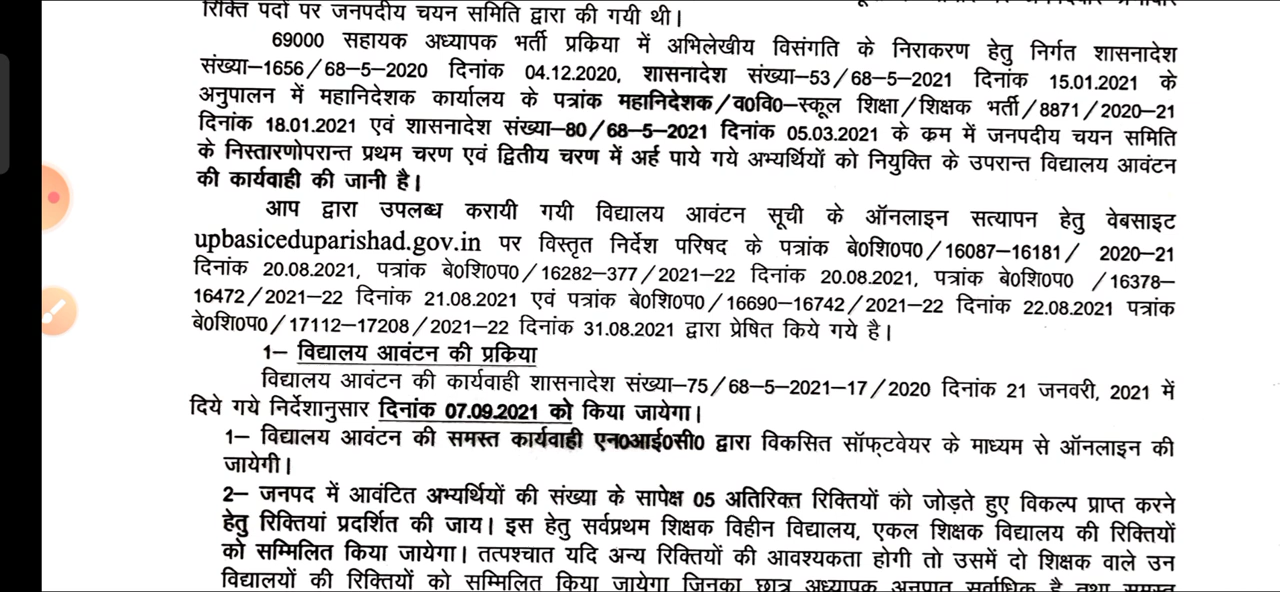 रिक्ति पदों पर जनपदीय चयन समिति द्वारा की गयी थी।
69000 सहायक अध्यापक भर्ती प्रक्रिया में अभिलेखीय विसंगति के निराकरण हेतु निर्गत शासनादेश
संख्या–1656/68–5–2020 दिनांक 04.12.2020, शासनादेश संख्या–53/68–5–2021 दिनांक 15.01.2021 के
अनुपालन में महानिदेशक कार्यालय के पत्रांक महानिदेशक/व0वि0–स्कूल शिक्षा/शिक्षक भर्ती/8871/2020–21
दिनांक 18.01.2021 एवं शासनादेश संख्या–80/68–5–2021 दिनांक 05.03.2021 के क्रम में जनपदीय चयन समिति
के निस्तारणोपरान्त प्रथम चरण एवं द्वितीय चरण में अर्ह पाये गये अभ्यर्थियों को नियुक्ति के उपरान्त विद्यालय आवंटन
की कार्यवाही की जानी है।
आप द्वारा उपलब्ध करायी गयी विद्यालय आवंटन सूची के ऑनलाइन सत्यापन हेतु वेबसाइट
upbasiceduparishad.gov.in पर विस्तृत निर्देश परिषद के पत्रांक बे0शि0प0/16087–16181/ 2020–21
दिनांक 20.08.2021, पत्रांक बे0शि0प0/16282–377/2021–22 दिनांक 20.08.2021, पत्रांक बे0शि0प0 /16378–
16472/2021–22 दिनांक 21.08.2021 एवं पत्रांक बे0शि0प0/16690–16742/2021–22 दिनांक 22.08.2021 पत्रांक
बे0शि0प0/17112–17208/2021–22 दिनांक 31.08.2021 द्वारा प्रेषित किये गये है।
1– विद्यालय आवंटन की प्रक्रिया
विद्यालय आवंटन की कार्यवाही शासनादेश संख्या–75/68–5–2021–17/2020 दिनांक 21 जनवरी, 2021 में
दिये गये निर्देशानुसार दिनांक 07.09.2021 को किया जायेगा।
1– विद्यालय आवंटन की समस्त कार्यवाही एन0आई0सी0 द्वारा विकसित सॉफ्टवेयर के माध्यम से ऑनलाइन की
जायेगी।
2– जनपद में आवंटित अभ्यर्थियों की संख्या के सापेक्ष 05 अतिरिक्त रिक्तियों को जोड़ते हुए विकल्प प्राप्त करने
हेतु रिक्तियां प्रदर्शित की जाय। इस हेतु सर्वप्रथम शिक्षक विहीन विद्यालय, एकल शिक्षक विद्यालय की रिक्तियों
को सम्मिलित किया जायेगा। तत्पश्चात यदि अन्य रिक्तियों की आवश्यकता होगी तो उसमें दो शिक्षक वाले उन
विद्यालयों की रिक्तियों को सम्मिलित किया जायेगा जिनका छात्र अध्यापक अनुपात सर्वाधिक है तथा समस्त